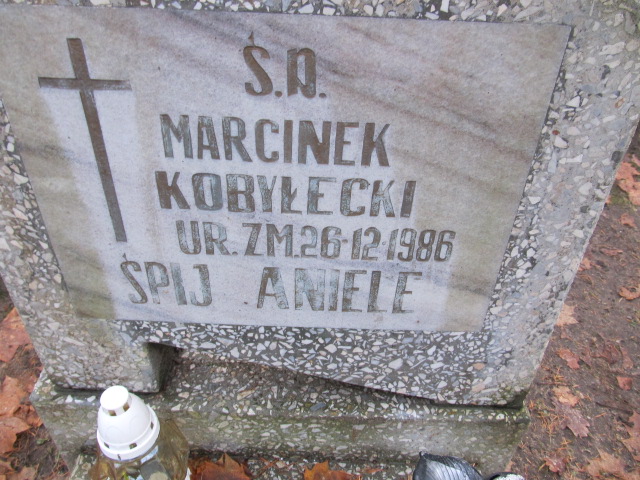 Ś.P.
MARCINEK
KOBYŁECKI
UR. ZM. 26-12-1986
ŚPIJ ANIELE